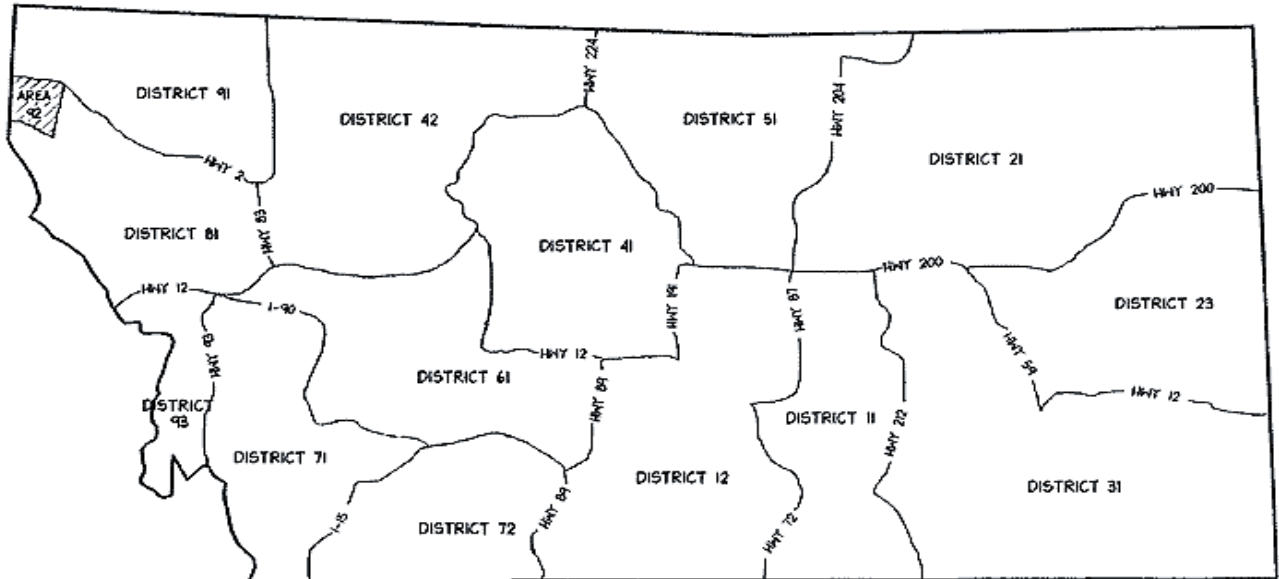 HWY 224
DISTRICT 91
AREA
92
DISTRICT 42
DISTRICT 51
HWY 204
DISTRICT 21
HWY 2
HWY 200
HWY 83
DISTRICT 81
DISTRICT 41
HWY 12
I-90
HWY 200
HWY 191
HWY 87
DISTRICT 23
HWY 93
HWY 12
HWY 59
DISTRICT 61
HWY 89
HWY 12
DISTRICT
93
DISTRICT 11
HWY 212
DISTRICT 71
DISTRICT 12
DISTRICT 31
I-15
DISTRICT 72
HWY 89
HWY 72